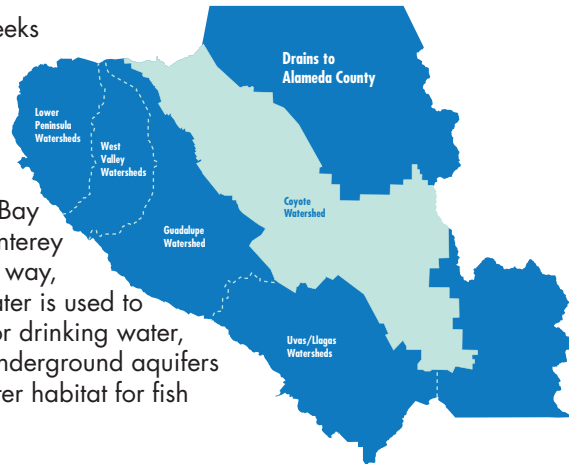 eeks
Drains to
Alameda County
Lower
Peninsula
Watersheds
West
Valley
Watersheds
Coyote
Watershed
Guadalupe
Watershed
Bay
nterey
way,
ater is used to
or drinking water,
nderground aquifers
ter habitat for fish
Uvas/Llagas
Watersheds